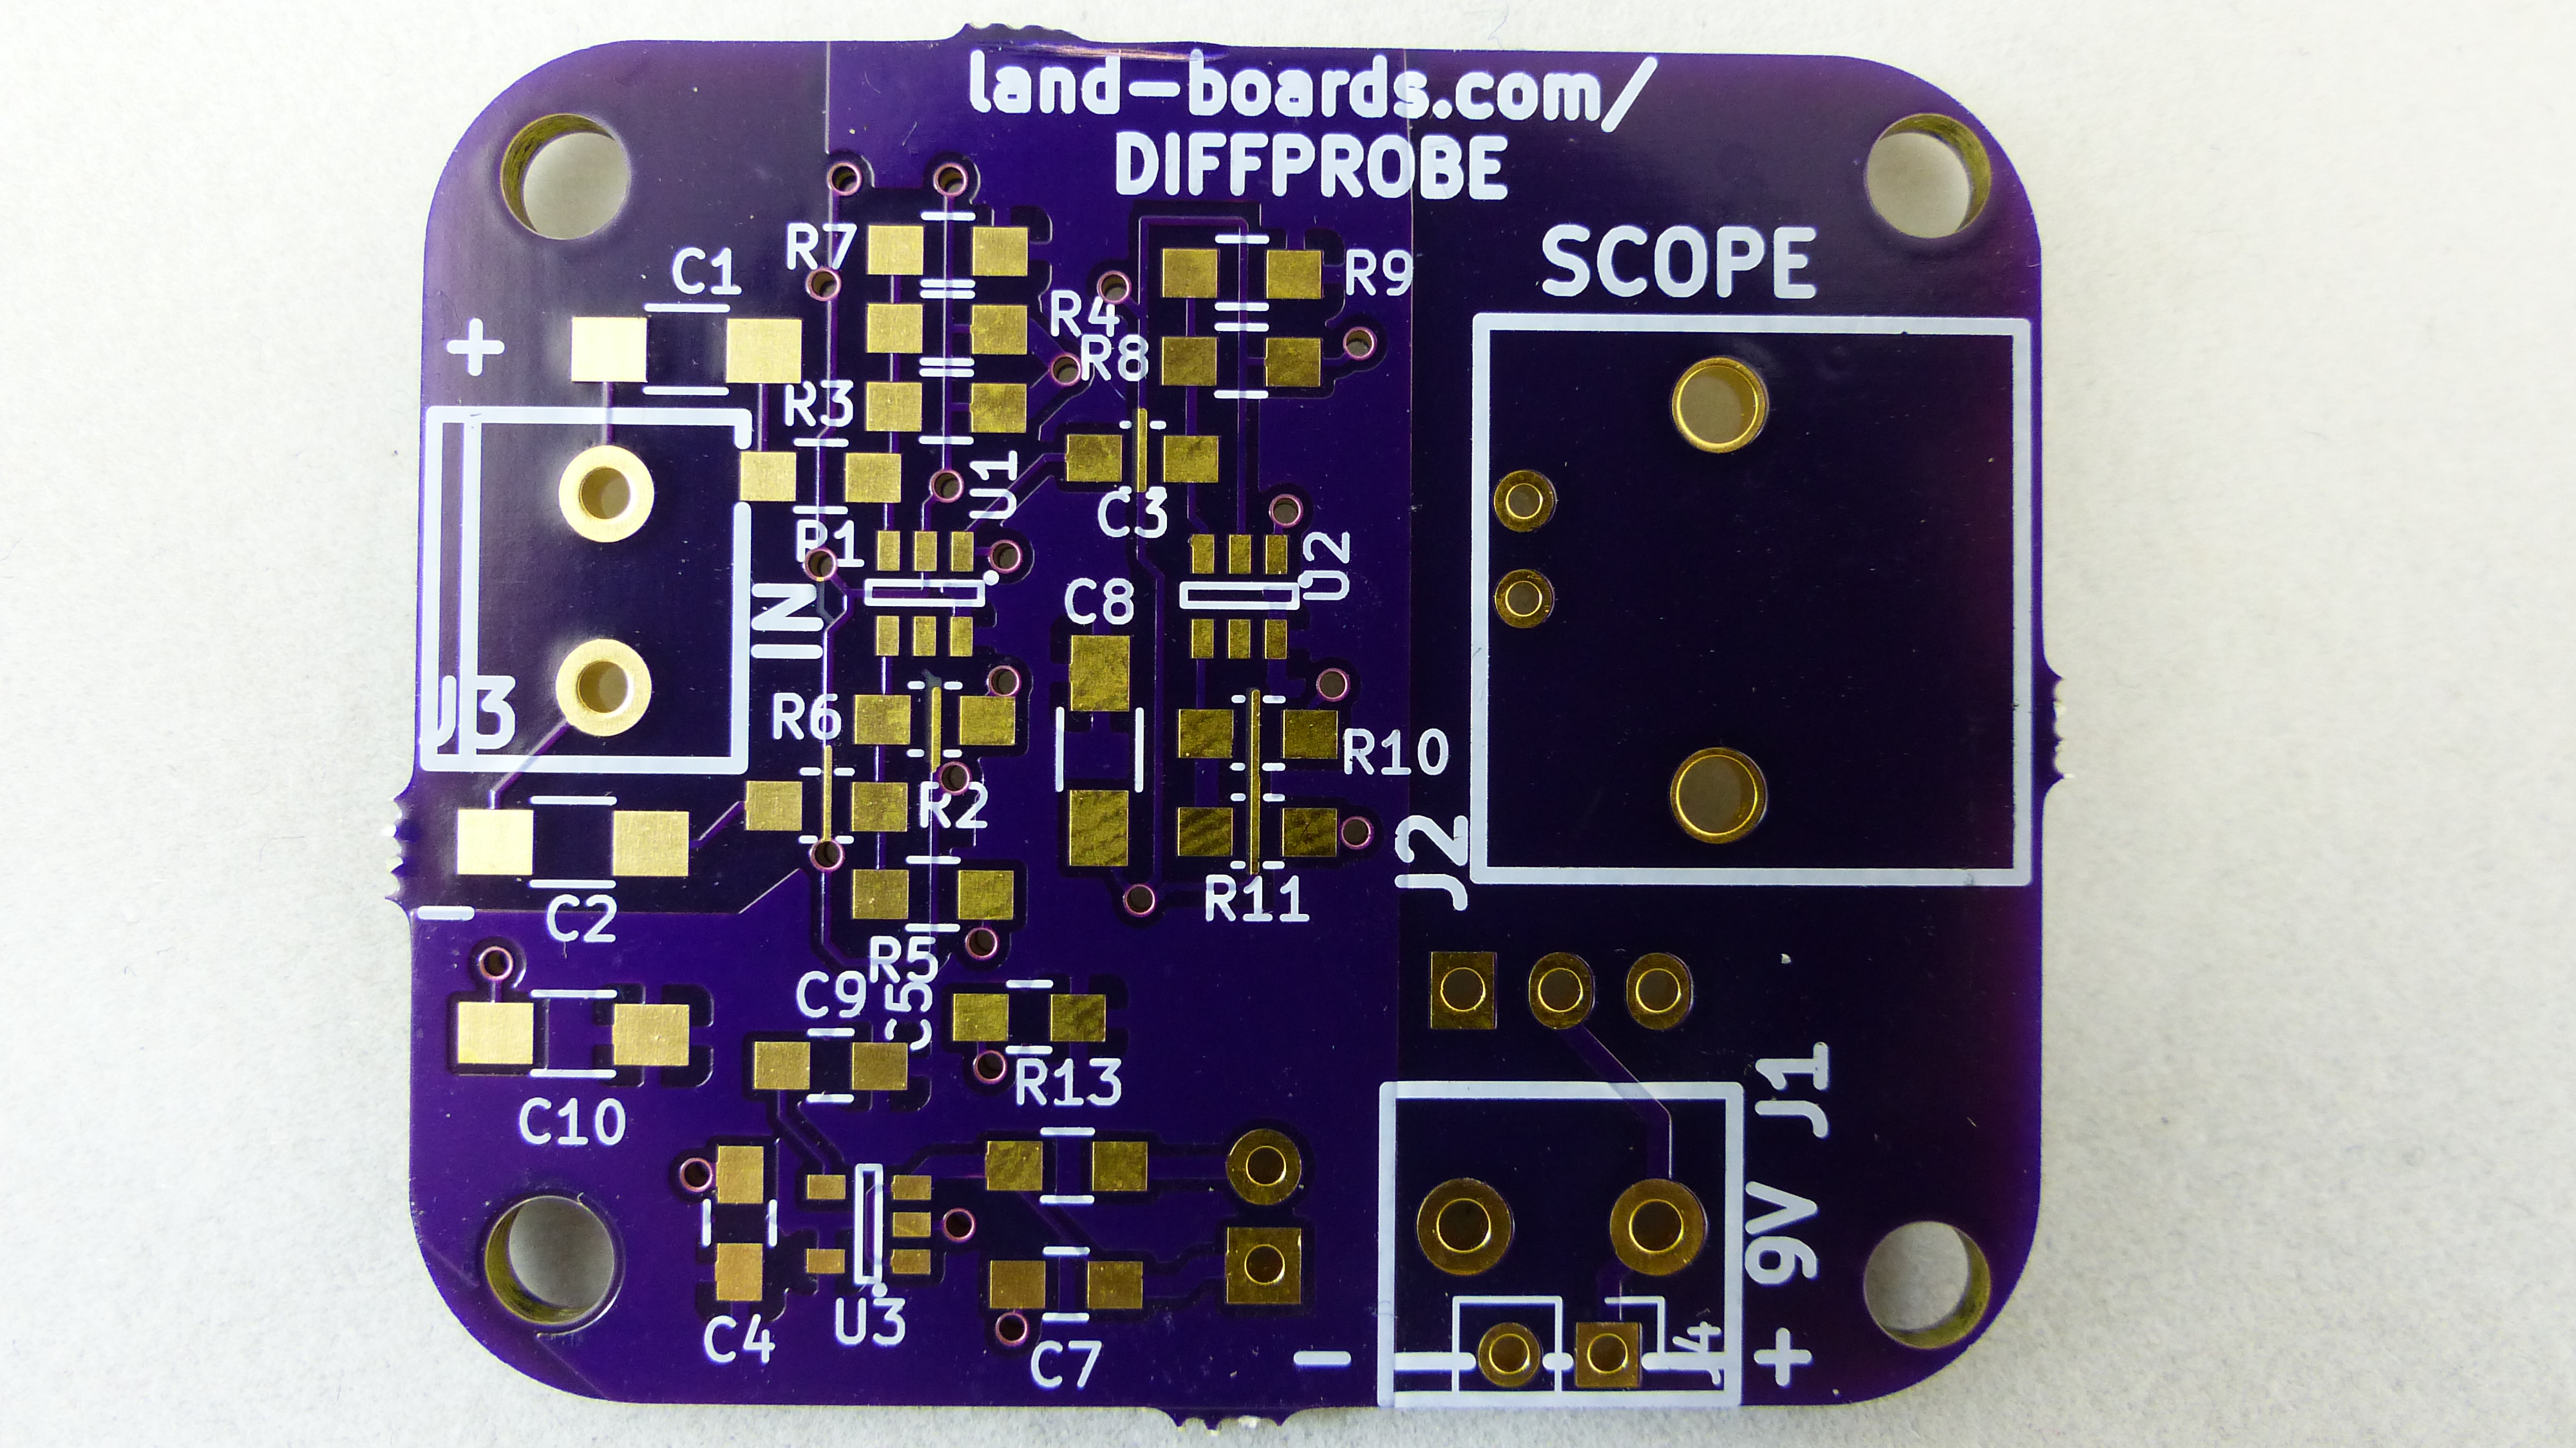 land-boards.com/
DIFFPROBE
SCOPE
R7
C1
R9
+
R4
R8
R3
U1
C3
R1
U2
IN
C8
J3
R6
R10
R2
J2
R11
-
C2
R5
C9
C5
R13
J1
C10
9V
U3
C4
C7
-
J4
+